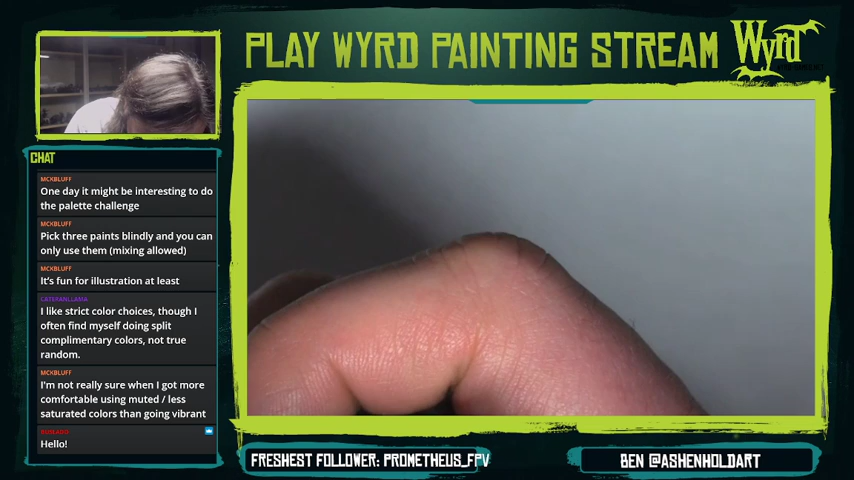 PLAY WYRD PAINTING STREAM
Wyrd
CHAT
MCKBLUFF
One day it might be interesting to do
the palette challenge
MCKBLUFF
Pick three paints blindly and you can
only use them (mixing allowed)
MCKBLUFF
It's fun for illustration at least
CATERANLLAMA
I like strict color choices, though I
often find myself doing split
complimentary colors, not true
random.
MCKBLUFF
I'm not really sure when I got more
comfortable using muted / less
saturated colors than going vibrant
Hello!
FRESHEST FOLLOWER: PROMETHEUS_FPV
BEN @ASHENHOLDART